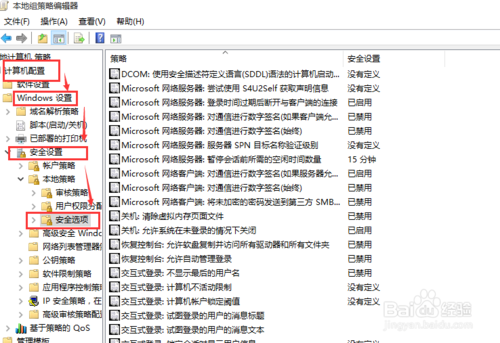 本地组策略编辑器
文件(F) 操作(A) 查看(V) 帮助(H)
地计算机 策略
计算机配置
软件设置
Windows 设置
域名解析策略
脚本(启动/关机)
已部署的打印机
安全设置
帐户策略
本地策略
审核策略
用户权限分配
安全选项
高级安全 Windo
网络列表管理器
公钥策略
软件限制策略
应用程序控制策
IP 安全策略，在
高级审核策略配
基于策略的 QoS
策略 安全设置
DCOM: 使用安全描述符定义语言(SDDL)语法的计算机启动... 没有定义
Microsoft 网络服务器: 尝试使用 S4U2Self 获取声明信息 没有定义
Microsoft 网络服务器: 登录时间过期后断开与客户端的连接 已启用
Microsoft 网络服务器: 对通信进行数字签名(如果客户端允... 已禁用
Microsoft 网络服务器: 对通信进行数字签名(始终) 已禁用
Microsoft 网络服务器: 服务器 SPN 目标名称验证级别 没有定义
Microsoft 网络服务器: 暂停会话前所需的空闲时间数量 15 分钟
Microsoft 网络客户端: 对通信进行数字签名(如果服务器允... 已启用
Microsoft 网络客户端: 对通信进行数字签名(始终) 已禁用
Microsoft 网络客户端: 将未加密的密码发送到第三方 SMB... 已禁用
关机: 清除虚拟内存页面文件 已禁用
关机: 允许系统在未登录的情况下关闭 已启用
恢复控制台: 允许软盘复制并访问所有驱动器和所有文件夹 已禁用
恢复控制台: 允许自动管理登录 已禁用
交互式登录: 不显示最后的用户名 已禁用
交互式登录: 计算机不活动限制 没有定义
交互式登录: 计算机帐户锁定阈值 没有定义
交互式登录: 试图登录的用户的消息标题
交互式登录: 试图登录的用户的消息文本
Baidu 经验
jingyan.baidu.com